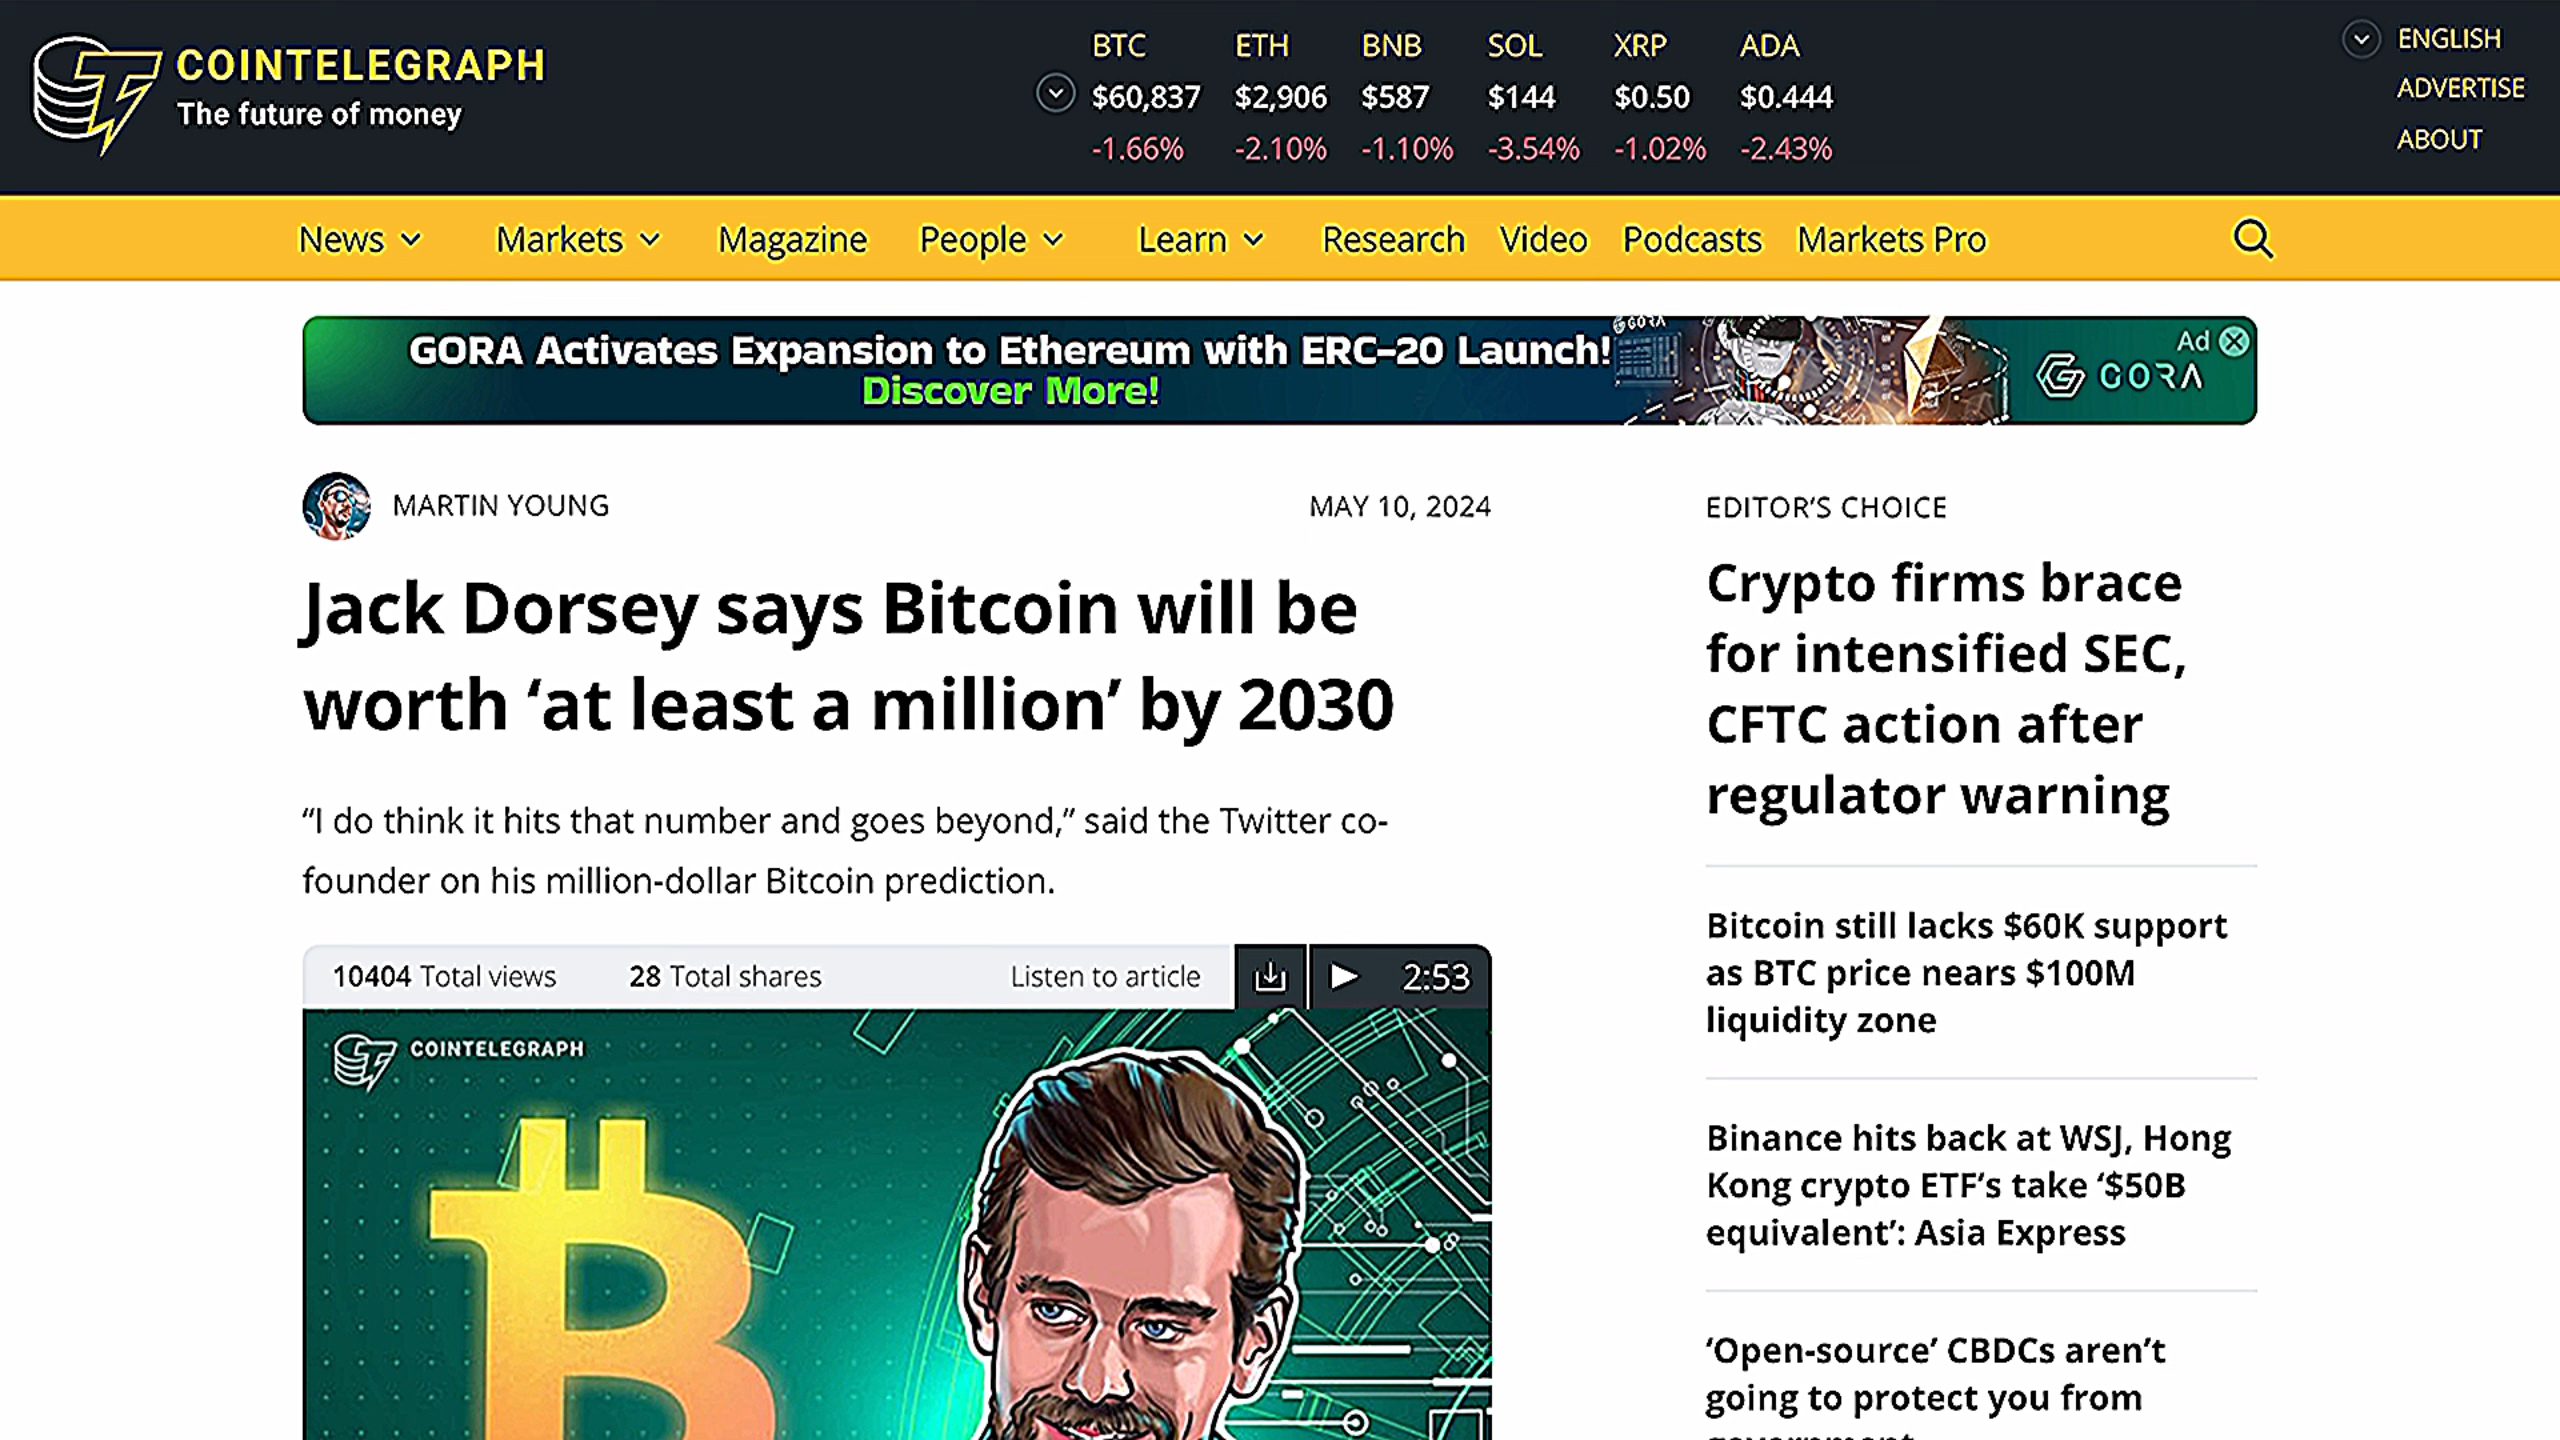 COINTELEGRAPH
The future of money
BTC ETH BNB SOL XRP ADA
$60,837 $2,906 $587 $144 $0.50 $0.444
-1.66% -2.10% -1.10% -3.54% -1.02% -2.43%
ENGLISH
ADVERTISE
ABOUT
News Markets Magazine People Learn Research Video Podcasts Markets Pro
GORA Activates Expansion to Ethereum with ERC-20 Launch!
Discover More!
GORA
Ad
GORA
MARTIN YOUNG
MAY 10, 2024
Jack Dorsey says Bitcoin will be
worth ‘at least a million’ by 2030
“I do think it hits that number and goes beyond,” said the Twitter co-
founder on his million-dollar Bitcoin prediction.
10404 Total views 28 Total shares Listen to article 2:53
COINTELEGRAPH
EDITOR’S CHOICE
Crypto firms brace
for intensified SEC,
CFTC action after
regulator warning
Bitcoin still lacks $60K support
as BTC price nears $100M
liquidity zone
Binance hits back at WSJ, Hong
Kong crypto ETF’s take ‘$50B
equivalent’: Asia Express
‘Open-source’ CBDCs aren’t
going to protect you from